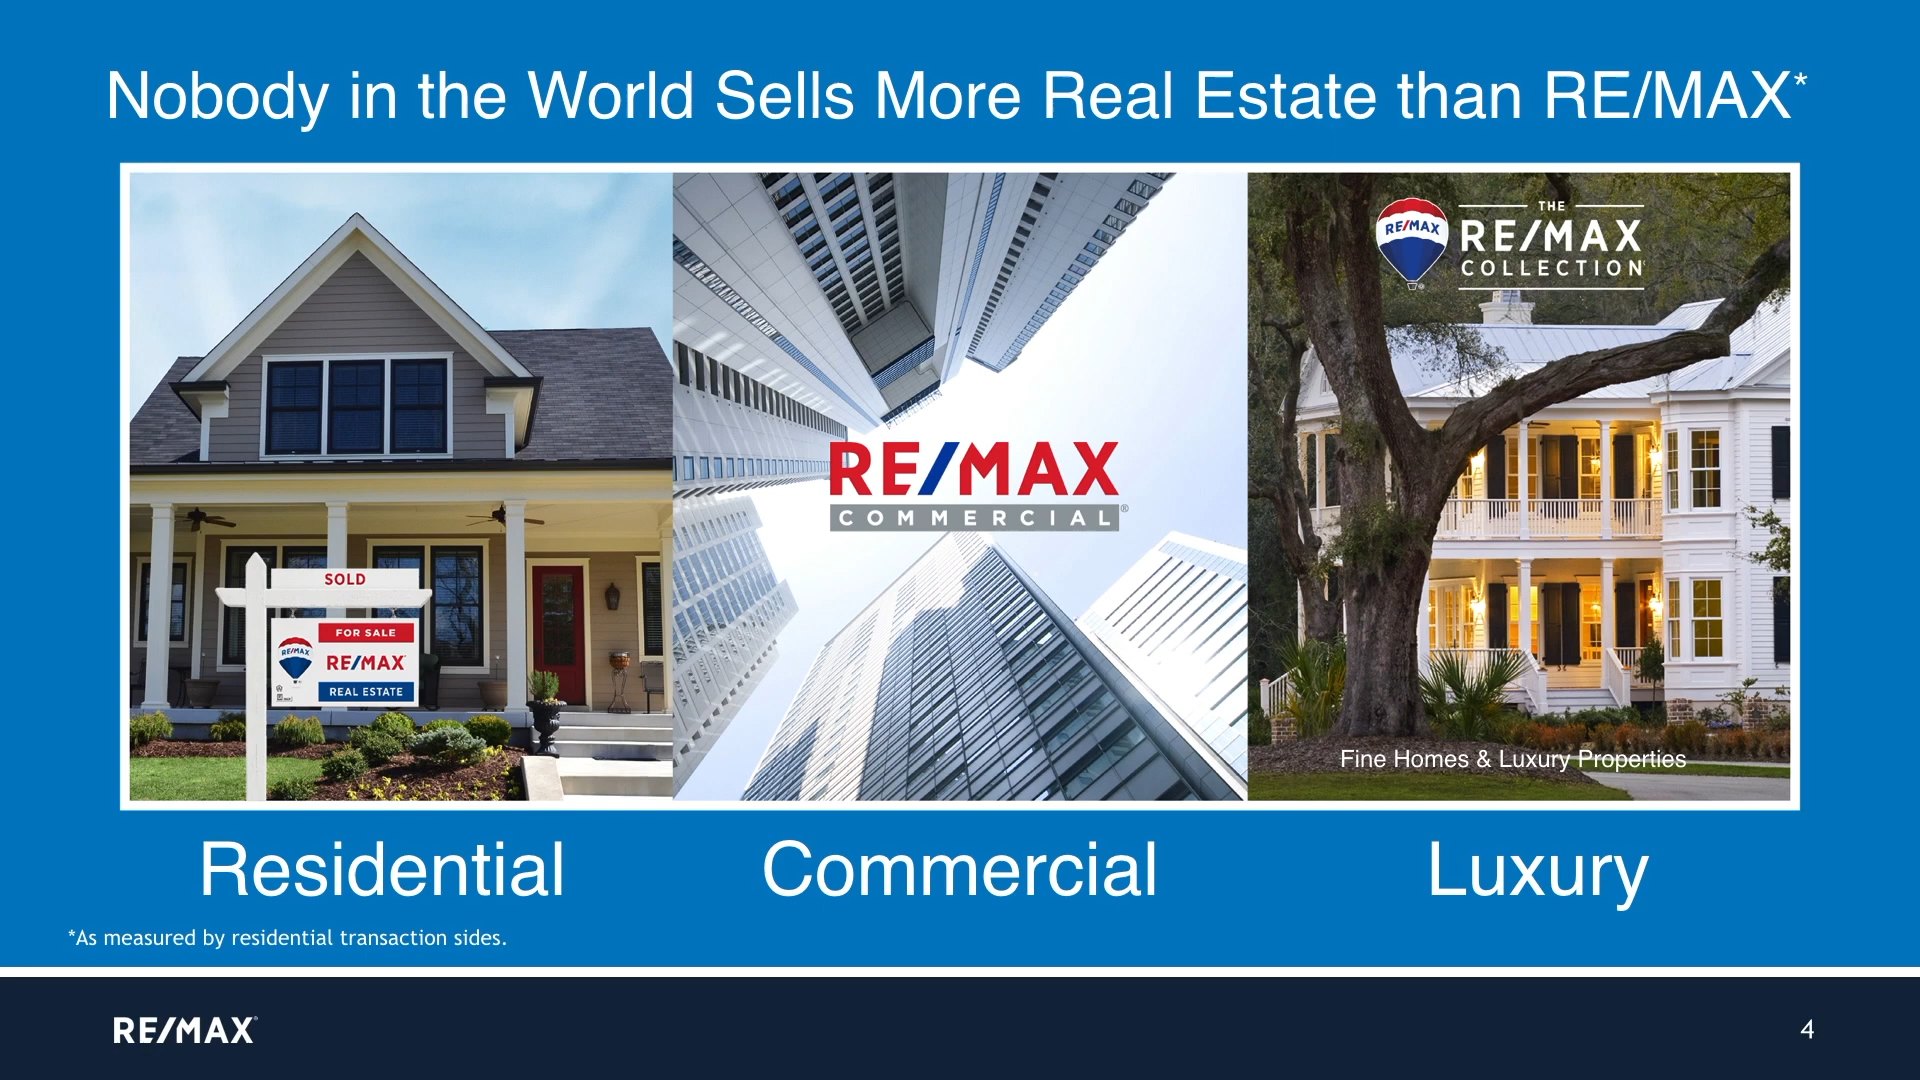 Nobody in the World Sells More Real Estate than RE/MAX*
SOLD
FOR SALE
RE/MAX
RE/MAX
REAL ESTATE
RE/MAX
COMMERCIAL®
THE
RE/MAX
RE/MAX
COLLECTION
Fine Homes & Luxury Properties
Residential
Commercial
Luxury
*As measured by residential transaction sides.
RE/MAX
4